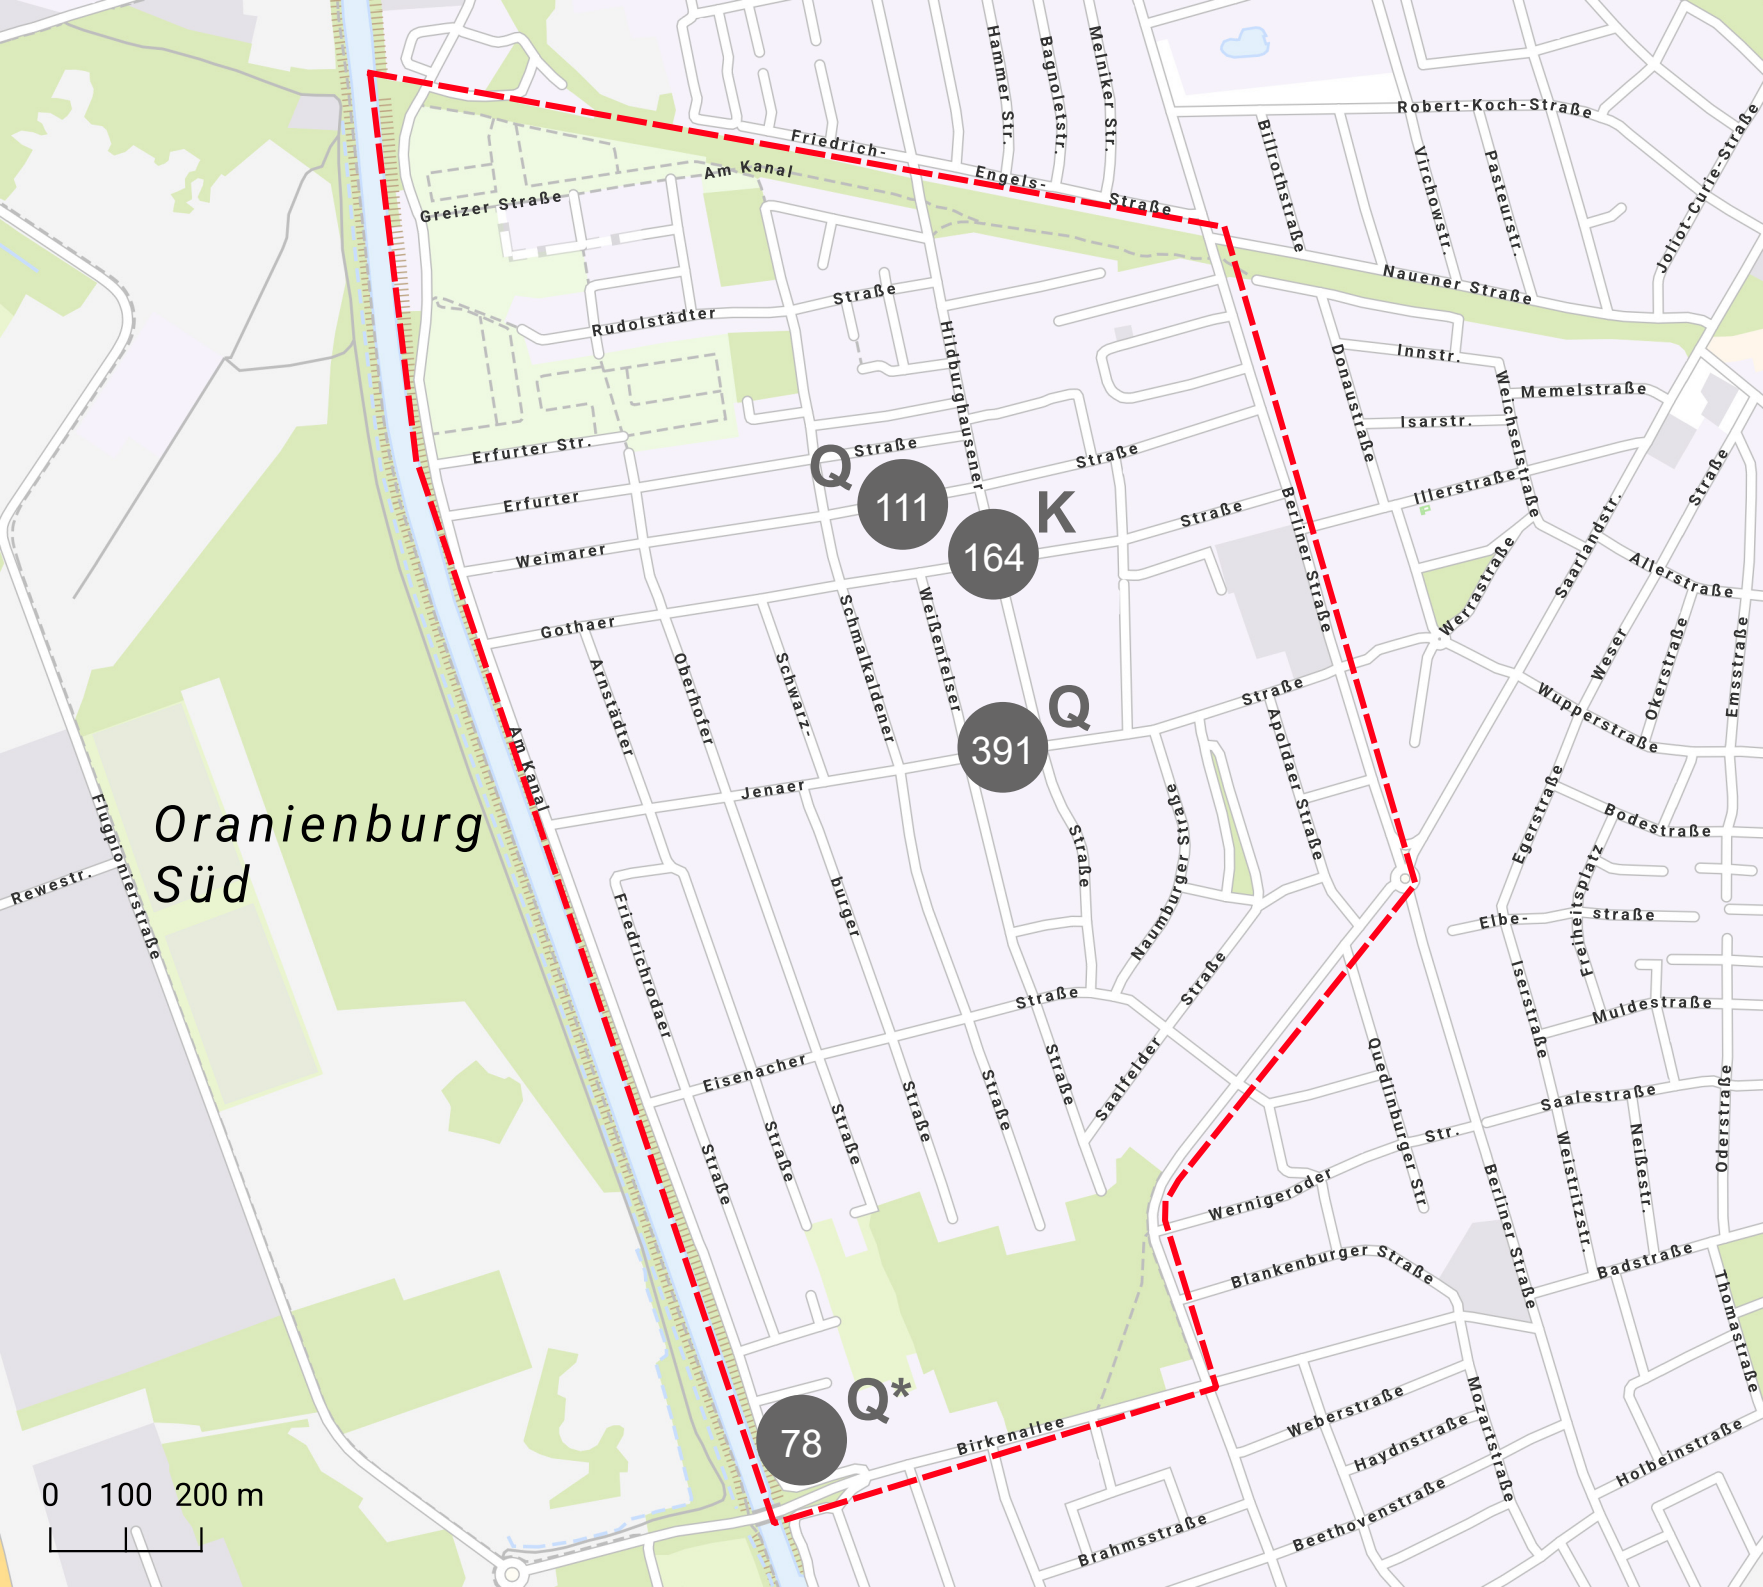 Hammer Str.
Bagnoletstr.
Melniker Str.
Friedrich-
Engels-
Straße
Am Kanal
Greizer Straße
Robert-Koch-Straße
Billrothstraße
Virchowstr.
Pasteurstr.
Joliot-Curie-Straße
Nauener Straße
Rudolstädter
Straße
Hildburghausener
Innstr.
Donaustraße
Memelstraße
Weichselstraße
Isarstr.
Erfurter Str.
Q
Straße
111
Straße
K
164
Erfurter
Weimarer
Straße
Berliner Straße
Illerstraße
P
Saarlandstr.
Straße
Werrastraße
Allerstraße
Gothaer
Schmalkaldener
Weißenfelser
Arnstädter
Oberhofer
Schwarz-
Weser
Okerstraße
Emsstraße
Wupperstraße
Straße
Q
391
Am Kanal
Jenaer
Apoldaer Straße
Naumburger Straße
Straße
Egerstraße
Bodestraße
Freiheitsplatz
Oranienburg
Süd
Flugpionierstraße
Rewestr.
burger
Friedrichrodaer
Elbe-
straße
Iserstraße
Muldestraße
Straße
Straße
Saalfelder
Eisenacher
Straße
Straße
Straße
Straße
Straße
Straße
Quedlinburger Str
Saalestraße
Str.
Wernigeroder
Weistritzstr.
Neißestr.
Oderstraße
Berliner Straße
Blankenburger Straße
Badstraße
Thomastraße
Q*
78
Birkenallee
Weberstraße
Haydnstraße
Mozartstraße
Beethovenstraße
Brahmsstraße
Holbeinstraße
0 100 200 m